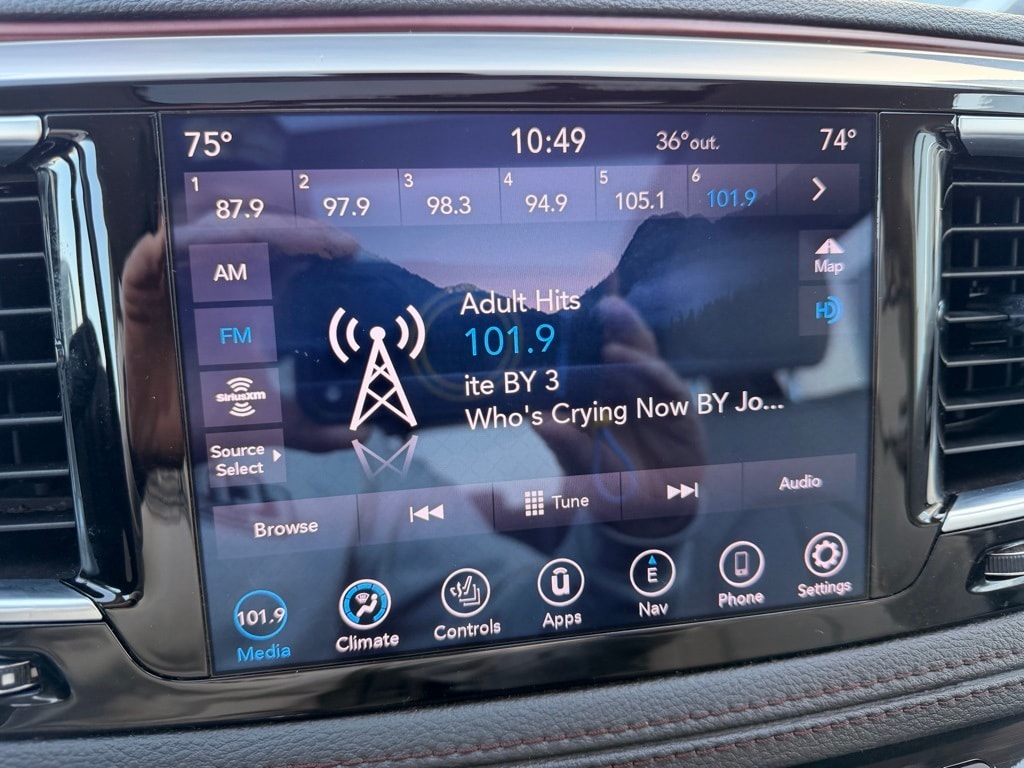 75° 10:49 36° out. 74°
1 2 3 4 5 6
87.9 97.9 98.3 94.9 105.1 101.9
AM
FM
SiriusXM
Source
Select
Map
HD
Adult Hits
101.9
ite BY 3
Who's Crying Now BY Jo...
Browse Tune Audio
101.9 E
Media Climate Controls Apps Nav Phone Settings